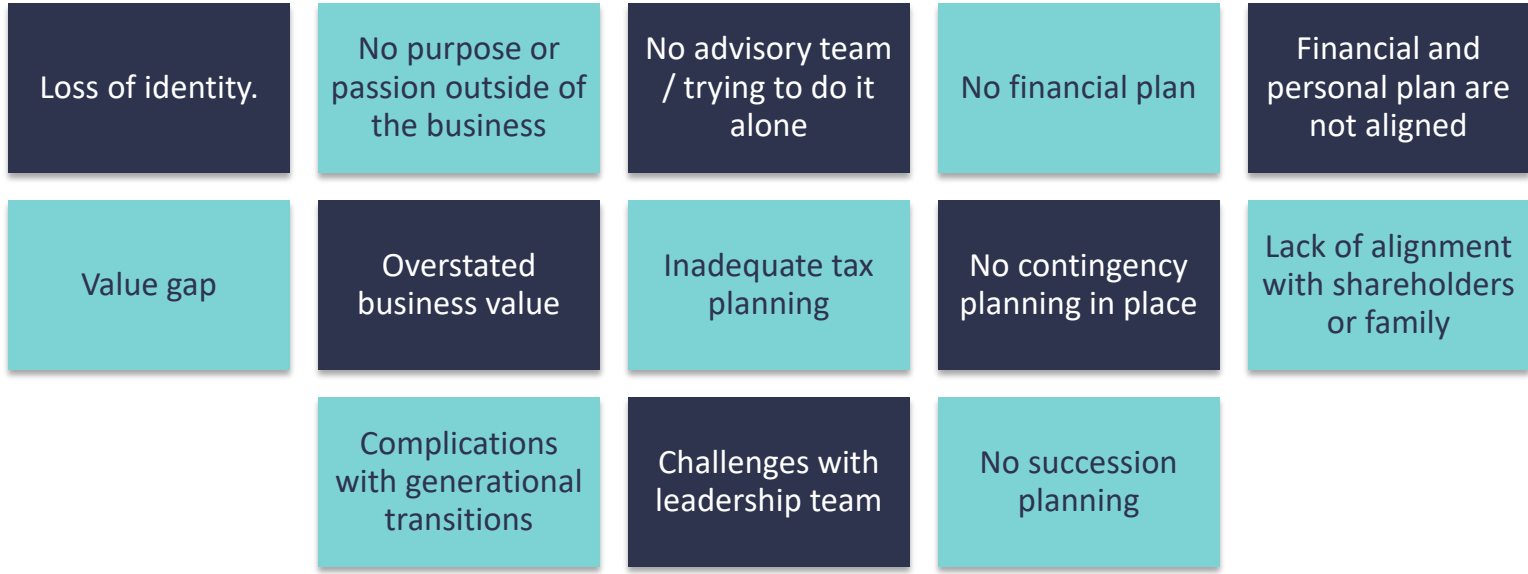 Loss of identity.
No purpose or
passion outside of
the business
No advisory team
/ trying to do it
alone
No financial plan
Financial and
personal plan are
not aligned
Value gap
Overstated
business value
Inadequate tax
planning
No contingency
planning in place
Lack of alignment
with shareholders
or family
Complications
with generational
transitions
Challenges with
leadership team
No succession
planning